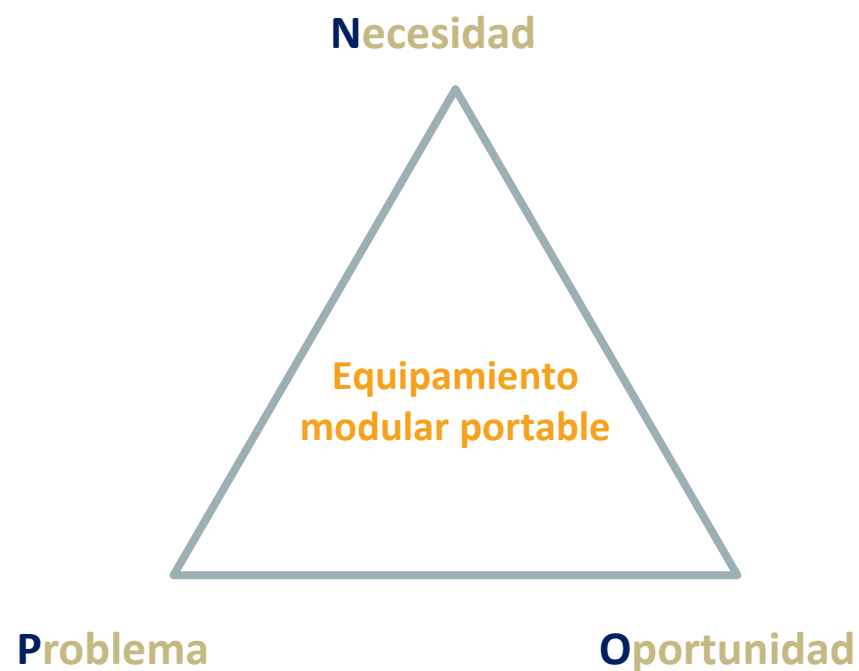 Necesidad
Equipamiento
modular portable
Problema
Oportunidad